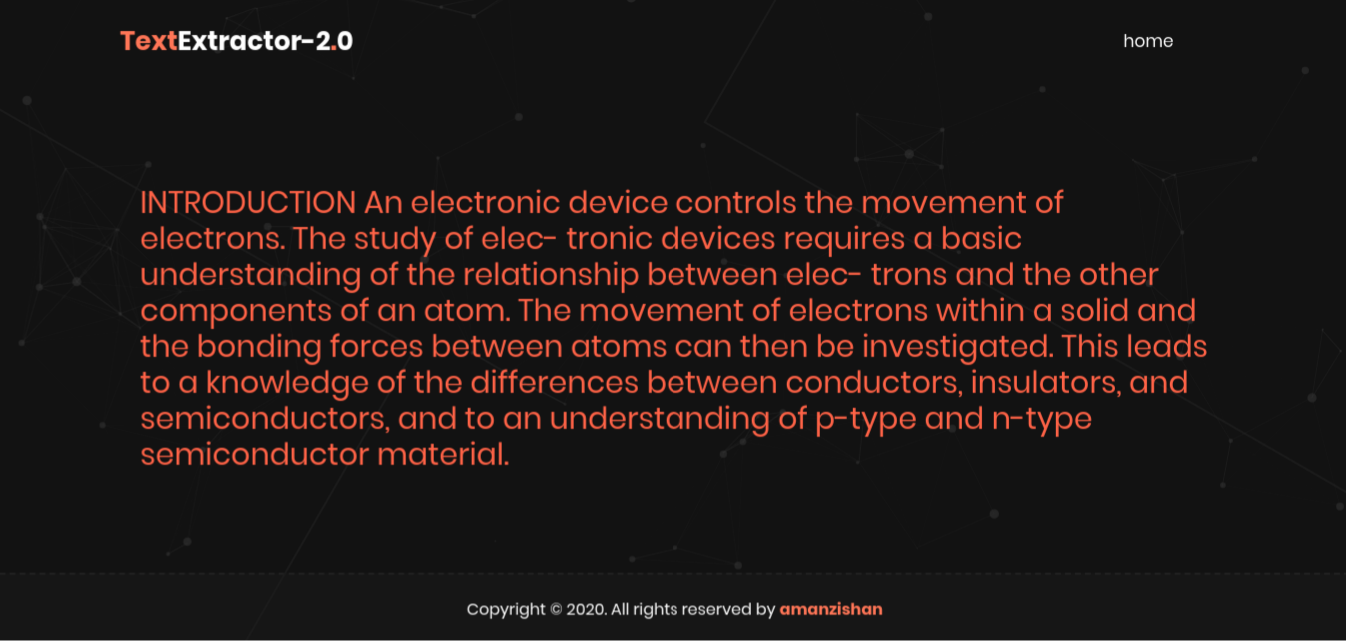 TextExtractor-2.0
home
INTRODUCTION An electronic device controls the movement of
electrons. The study of elec- tronic devices requires a basic
understanding of the relationship between elec- trons and the other
components of an atom. The movement of electrons within a solid and
the bonding forces between atoms can then be investigated. This leads
to a knowledge of the differences between conductors, insulators, and
semiconductors, and to an understanding of p-type and n-type
semiconductor material.
Copyright © 2020. All rights reserved by amanzishan